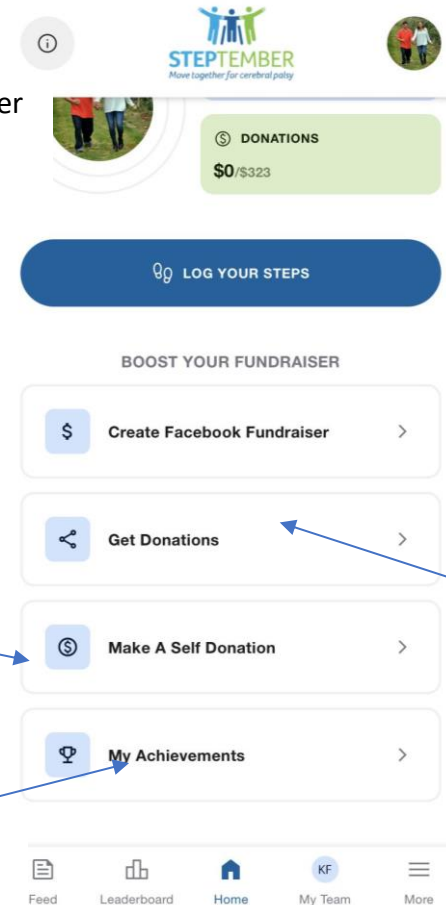 STEPTEMBER
Move together for cerebral palsy
er
DONATIONS
$0/$323
LOG YOUR STEPS
BOOST YOUR FUNDRAISER
$ Create Facebook Fundraiser
Get Donations
$ Make A Self Donation
My Achievements
KF
Feed Leaderboard Home My Team More